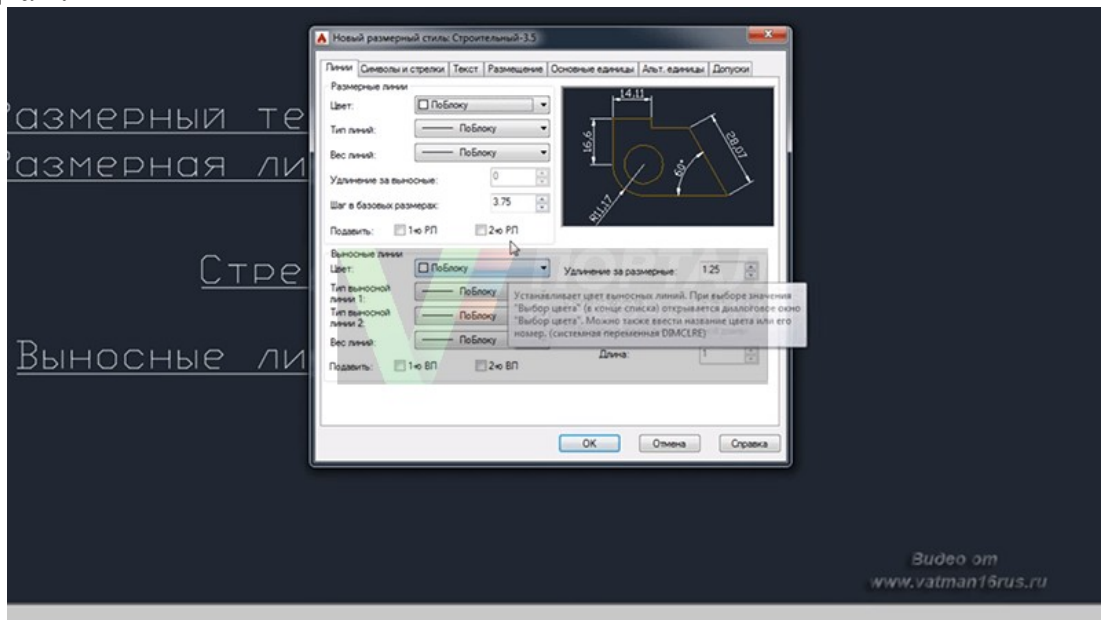 Новый размерный стиль: Строительный-3.5
Линии Символы и стрелки Текст Размещение Основные единицы Альт. единицы Допуски
Размерные линии
Цвет: ПоБлоку
Тип линий: ПоБлоку
Вес линий: ПоБлоку
Удлинение за выносные: 0
Шаг в базовых размерах: 3.75
Подавить: 1-ю РЛ 2-ю РЛ
14,11
16,6
28,07
60°
R11,17
Выносные линии
Цвет: ПоБлоку
Тип выносной линии 1: ПоБлоку
Тип выносной линии 2: ПоБлоку
Вес линий: ПоБлоку
Подавить: 1-ю ВЛ 2-ю ВЛ
Удлинение за размерные: 1.25
Устанавливает цвет выносных линий. При выборе значения
"Выбор цвета" (в конце списка) открывается диалоговое окно
"Выбор цвета". Можно также ввести название цвета или его
номер. (системная переменная DIMCLRE)
Длина: 1
OK Отмена Справка
азмерный те
азмерная ли
Стре
Выносные ли
ПОРТАЛ
Видео от
www.vatman16rus.ru